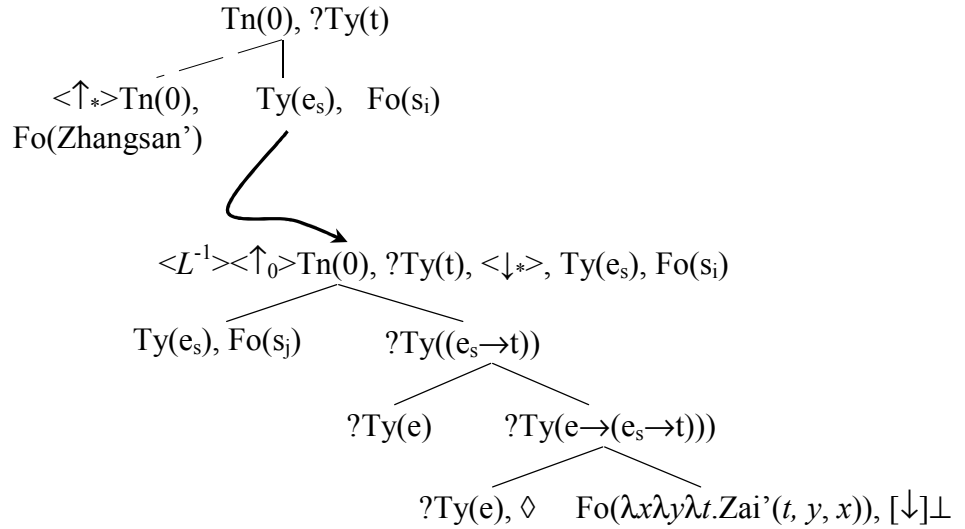 Tn(0), ?Ty(t)
<↑*>Tn(0), Ty(eₛ), Fo(sᵢ)
Fo(Zhangsan’)
<L⁻¹><↑₀>Tn(0), ?Ty(t), <↓*>, Ty(eₛ), Fo(sᵢ)
Ty(eₛ), Fo(sⱼ) ?Ty((eₛ→t))
?Ty(e) ?Ty(e→(eₛ→t)))
?Ty(e), ◊ Fo(λxλyλt.Zai’(t, y, x)), [↓]⊥